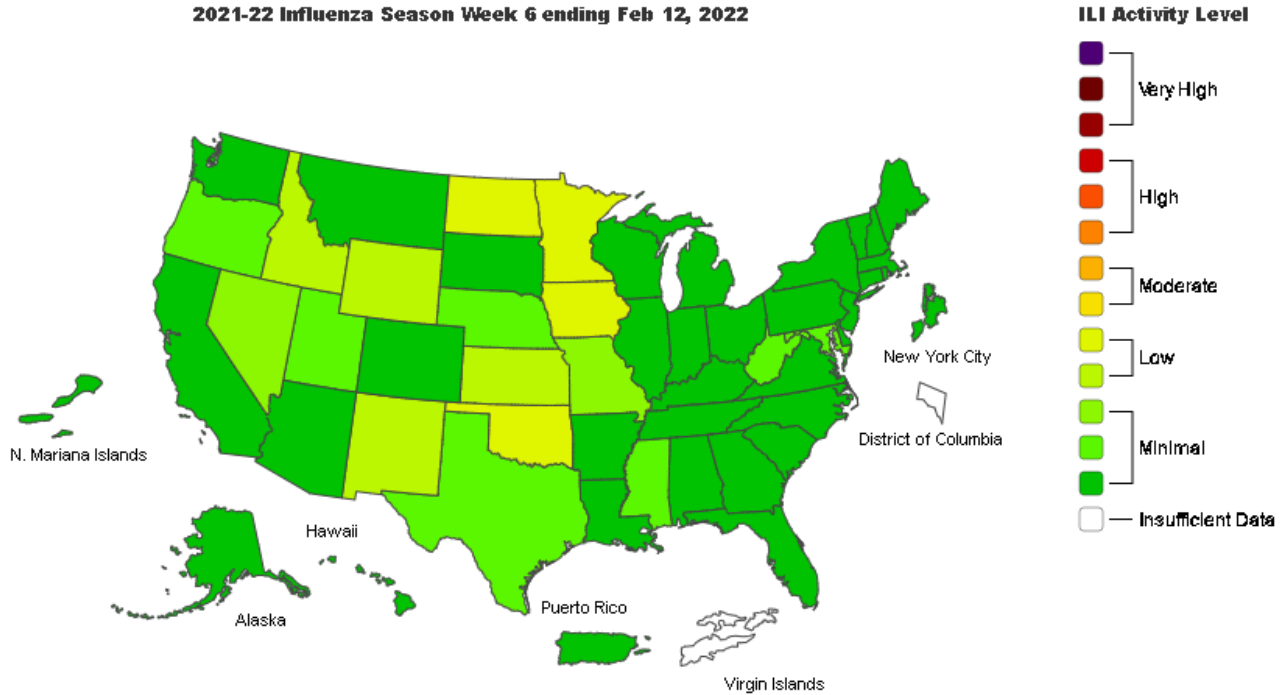 2021-22 Influenza Season Week 6 ending Feb 12, 2022
ILI Activity Level
Very High
High
Moderate
Low
Minimal
Insufficient Data
New York City
District of Columbia
N. Mariana Islands
Hawaii
Alaska
Puerto Rico
Virgin Islands